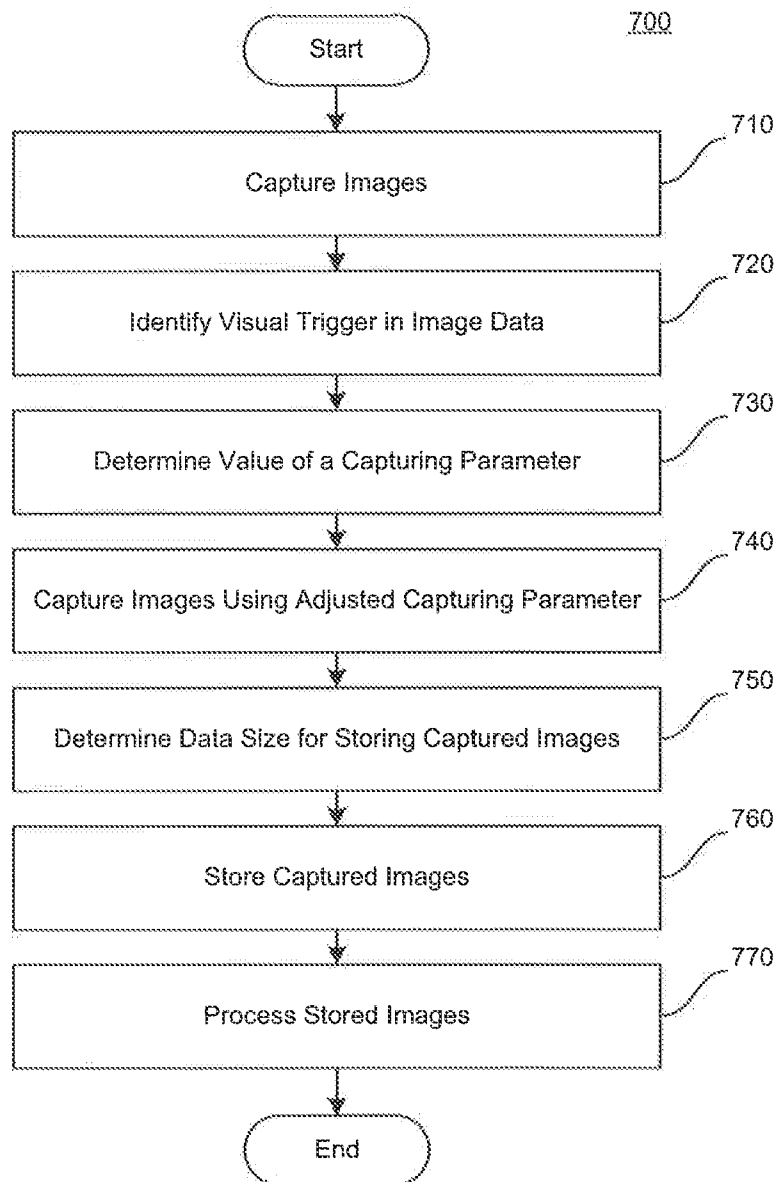 700
Start
710
Capture Images
720
Identify Visual Trigger in Image Data
730
Determine Value of a Capturing Parameter
740
Capture Images Using Adjusted Capturing Parameter
750
Determine Data Size for Storing Captured Images
760
Store Captured Images
770
Process Stored Images
End